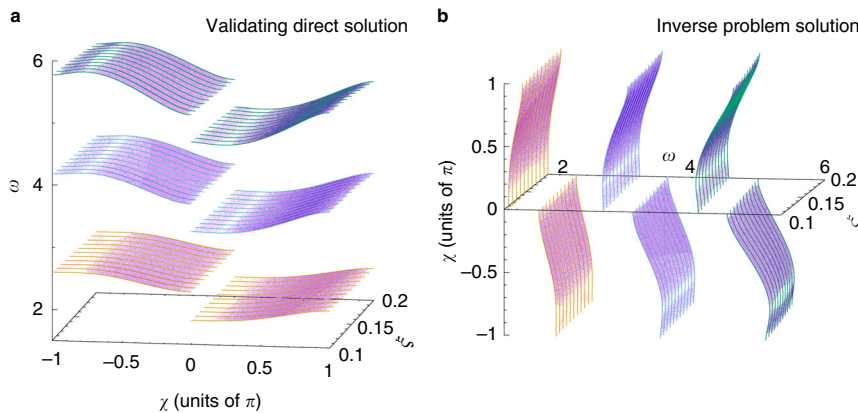 a
Validating direct solution
6
4
2
ω
0.2
0.15
0.1
ξ
−1
−0.5
0
0.5
1
χ (units of π)
b
Inverse problem solution
1
0.5
0
−0.5
−1
χ (units of π)
2
ω
4
6
0.2
0.15
0.1
ξ